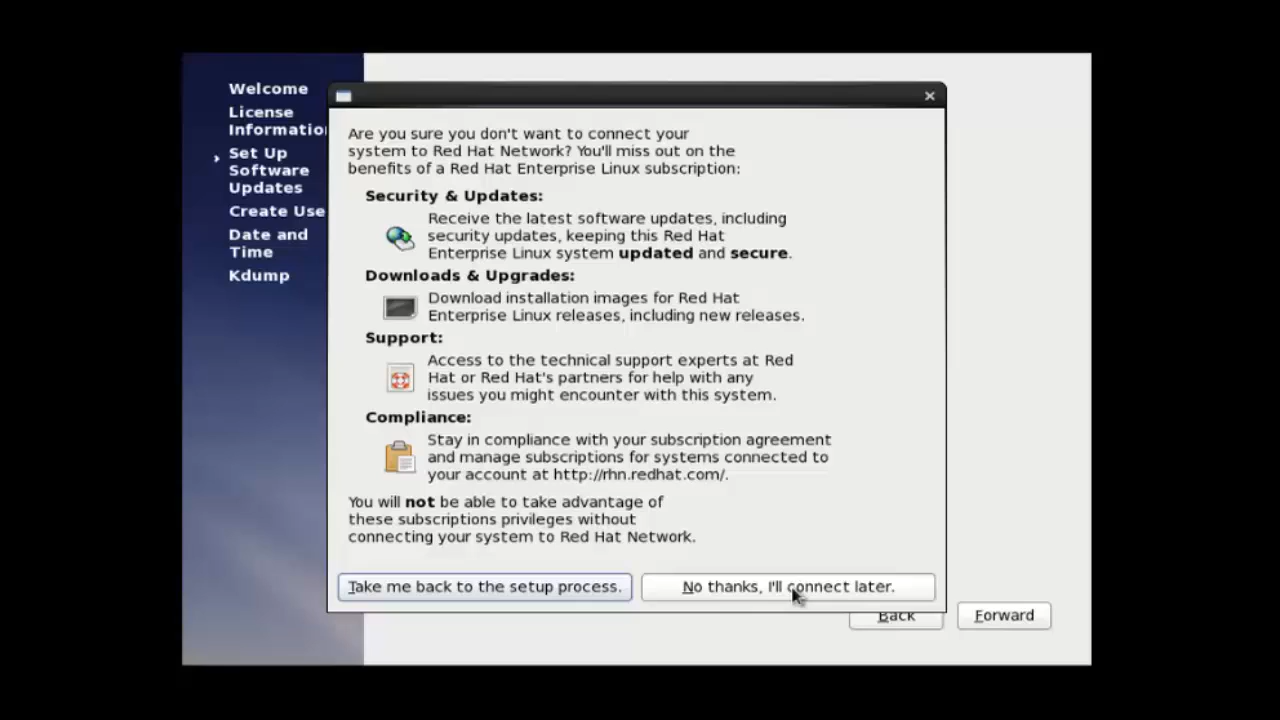 Welcome
License
Informatio
Set Up
Software
Updates
Create Use
Date and
Time
Kdump
Are you sure you don't want to connect your
system to Red Hat Network? You'll miss out on the
benefits of a Red Hat Enterprise Linux subscription:
Security & Updates:
Receive the latest software updates, including
security updates, keeping this Red Hat
Enterprise Linux system updated and secure.
Downloads & Upgrades:
Download installation images for Red Hat
Enterprise Linux releases, including new releases.
Support:
Access to the technical support experts at Red
Hat or Red Hat's partners for help with any
issues you might encounter with this system.
Compliance:
Stay in compliance with your subscription agreement
and manage subscriptions for systems connected to
your account at http://rhn.redhat.com/.
You will not be able to take advantage of
these subscriptions privileges without
connecting your system to Red Hat Network.
Take me back to the setup process.
No thanks, I'll connect later.
Back
Forward